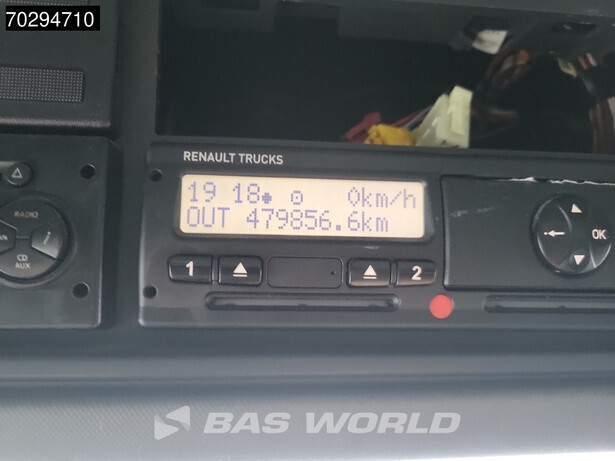 70294710
RENAULT TRUCKS
19 18 0km/h
OUT 479856.6km
1 2
OK
RADIO
CD
AUX
BAS WORLD